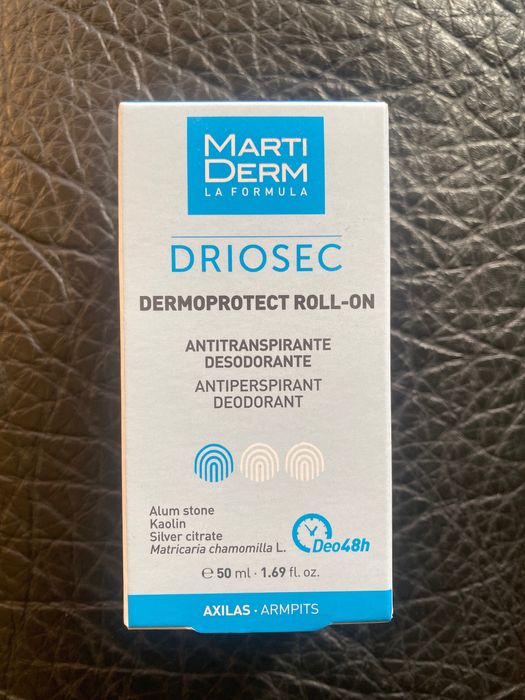 MARTI
DERM
LA FORMULA
DRIOSEC
DERMOPROTECT ROLL-ON
ANTITRANSPIRANTE
DESODORANTE
ANTIPERSPIRANT
DEODORANT
Alum stone
Kaolin
Silver citrate
Matricaria chamomilla L.
Deo48h
℮ 50 ml · 1.69 fl. oz.
AXILAS · ARMPITS